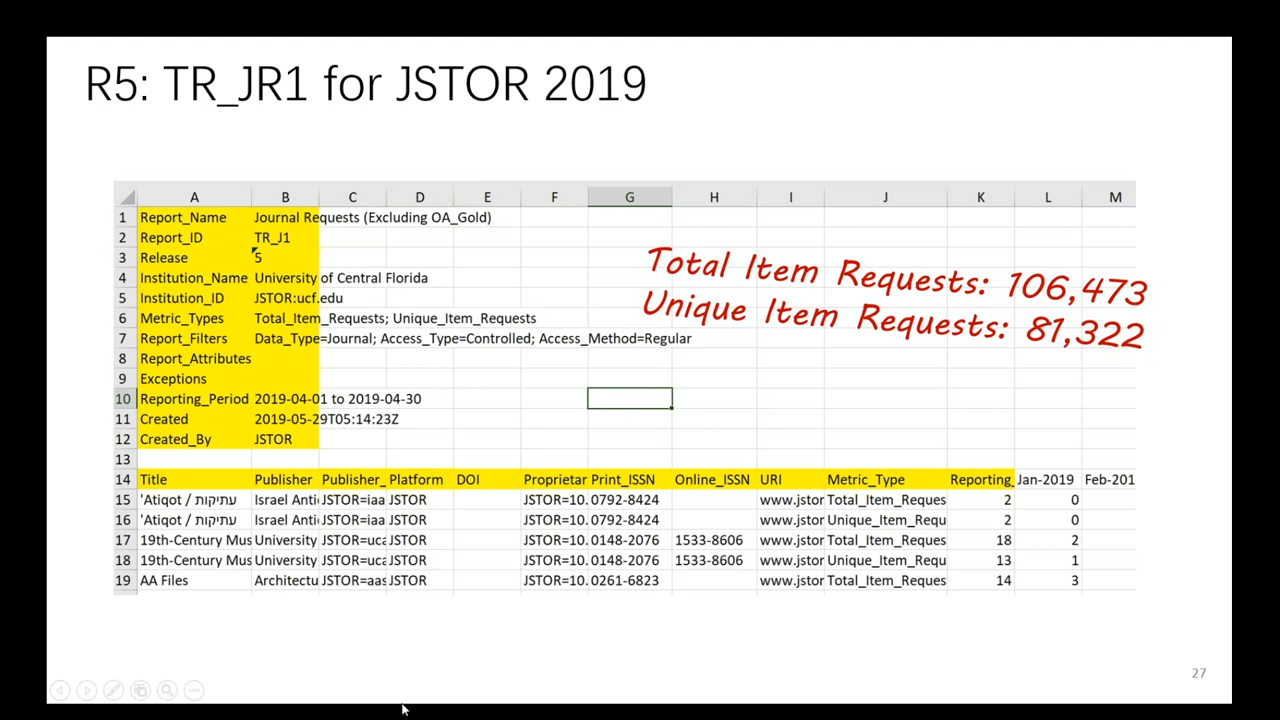 R5: TR_JR1 for JSTOR 2019
A B C D E F G H I J K L M
1 Report_Name Journal Requests (Excluding OA_Gold)
2 Report_ID TR_J1
3 Release 5
4 Institution_Name University of Central Florida
5 Institution_ID JSTOR:ucf.edu
6 Metric_Types Total_Item_Requests; Unique_Item_Requests
7 Report_Filters Data_Type=Journal; Access_Type=Controlled; Access_Method=Regular
8 Report_Attributes
9 Exceptions
10 Reporting_Period 2019-04-01 to 2019-04-30
11 Created 2019-05-29T05:14:23Z
12 Created_By JSTOR
Total Item Requests: 106,473
Unique Item Requests: 81,322
13
14 Title Publisher Publisher_ Platform DOI Proprietar Print_ISSN Online_ISSN URI Metric_Type Reporting_ Jan-2019 Feb-201
15 'Atiqot / עתיקות Israel Anti JSTOR=iaa JSTOR JSTOR=10. 0792-8424 www.jstor Total_Item_Reques 2 0
16 'Atiqot / עתיקות Israel Anti JSTOR=iaa JSTOR JSTOR=10. 0792-8424 www.jstor Unique_Item_Requ 2 0
17 19th-Century Mus University JSTOR=uca JSTOR JSTOR=10. 0148-2076 1533-8606 www.jstor Total_Item_Reques 18 2
18 19th-Century Mus University JSTOR=uca JSTOR JSTOR=10. 0148-2076 1533-8606 www.jstor Unique_Item_Requ 13 1
19 AA Files Architectu JSTOR=aas JSTOR JSTOR=10. 0261-6823 www.jstor Total_Item_Reques 14 3
27